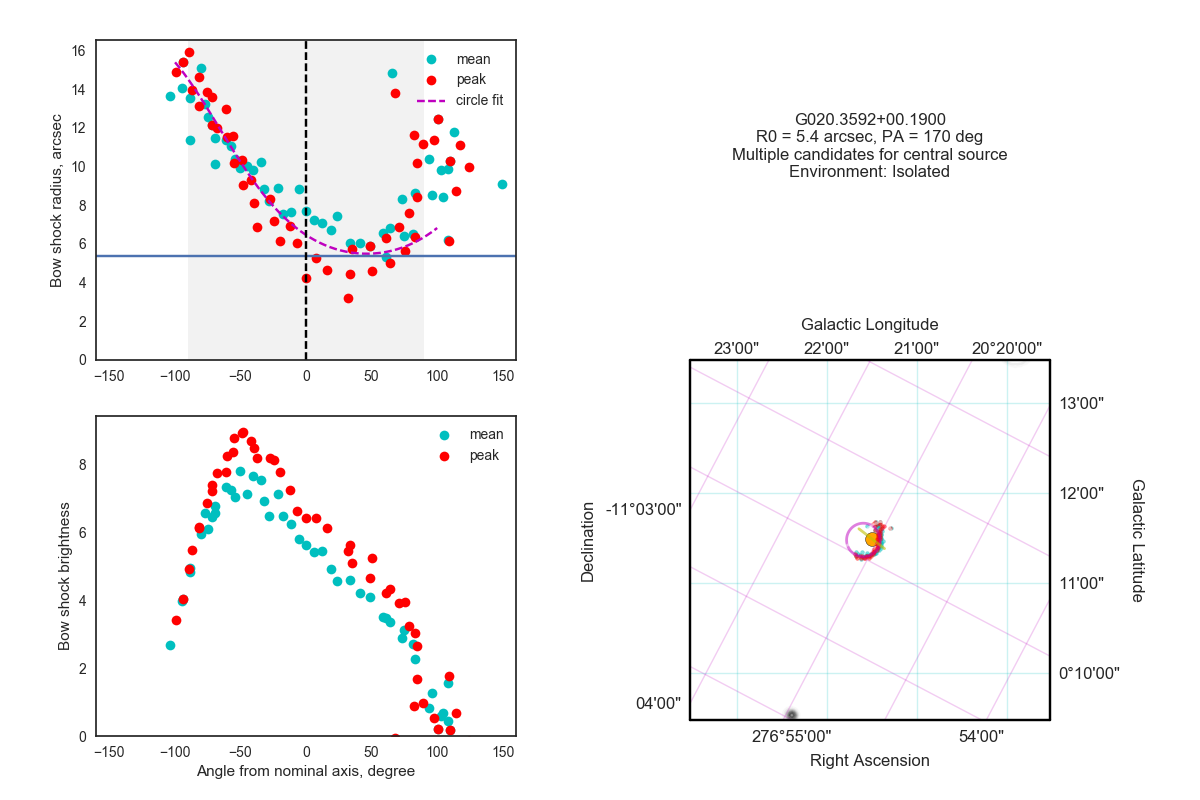 16
14
12
10
8
6
4
2
0
Bow shock radius, arcsec
mean
peak
circle fit
−150
−100
−50
0
50
100
150
8
6
4
2
0
Bow shock brightness
mean
peak
−150
−100
−50
0
50
100
150
Angle from nominal axis, degree
G020.3592+00.1900
R0 = 5.4 arcsec, PA = 170 deg
Multiple candidates for central source
Environment: Isolated
Galactic Longitude
23'00"
22'00"
21'00"
20°20'00"
13'00"
12'00"
11'00"
0°10'00"
Galactic Latitude
-11°03'00"
04'00"
Declination
276°55'00"
54'00"
Right Ascension